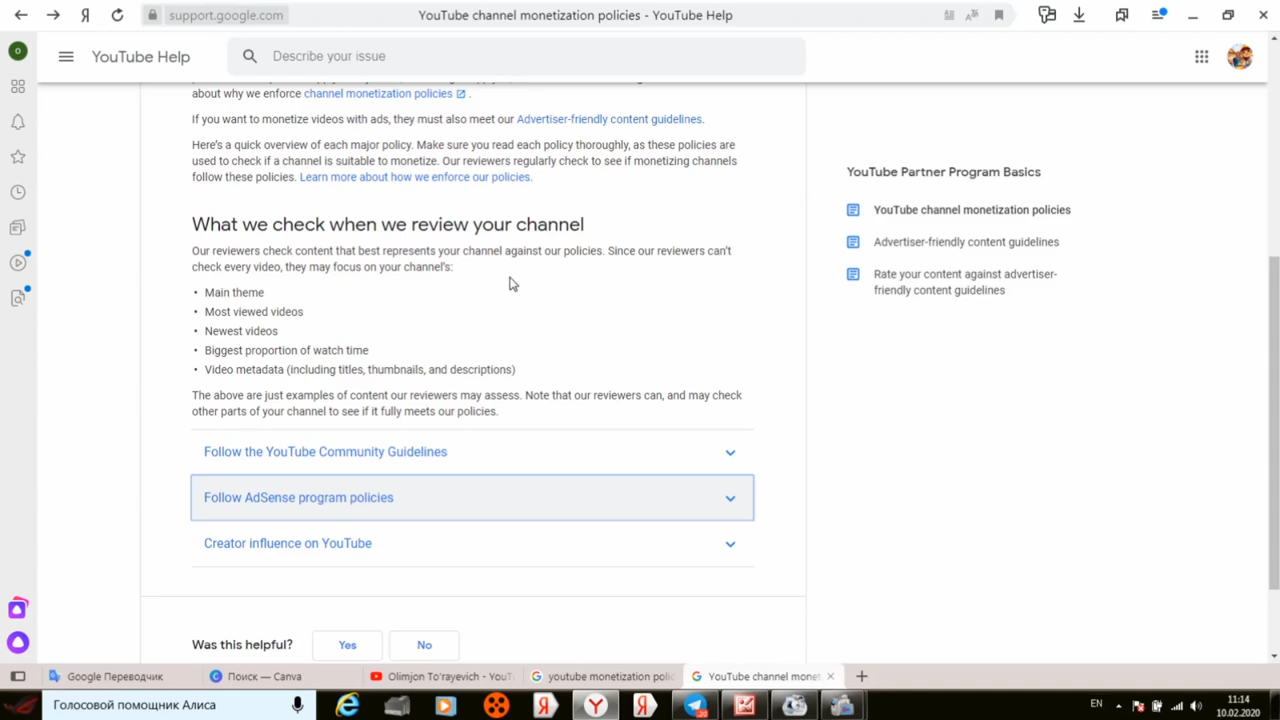 support.google.com
YouTube channel monetization policies - YouTube Help
YouTube Help
Describe your issue
about why we enforce channel monetization policies .
If you want to monetize videos with ads, they must also meet our Advertiser-friendly content guidelines.
Here's a quick overview of each major policy. Make sure you read each policy thoroughly, as these policies are
used to check if a channel is suitable to monetize. Our reviewers regularly check to see if monetizing channels
follow these policies. Learn more about how we enforce our policies.
What we check when we review your channel
Our reviewers check content that best represents your channel against our policies. Since our reviewers can't
check every video, they may focus on your channel's:
• Main theme
• Most viewed videos
• Newest videos
• Biggest proportion of watch time
• Video metadata (including titles, thumbnails, and descriptions)
The above are just examples of content our reviewers may assess. Note that our reviewers can, and may check
other parts of your channel to see if it fully meets our policies.
Follow the YouTube Community Guidelines
Follow AdSense program policies
Creator influence on YouTube
Was this helpful?
Yes
No
YouTube Partner Program Basics
YouTube channel monetization policies
Advertiser-friendly content guidelines
Rate your content against advertiser-
friendly content guidelines
Google Переводчик
Поиск — Canva
Olimjon To'rayevich - YouT
youtube monetization poli
YouTube channel monet
Голосовой помощник Алиса
EN
11:14
10.02.2020